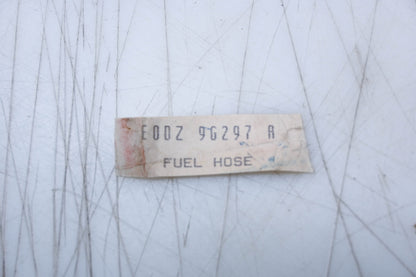 E0DZ 9G297 A
FUEL HOSE